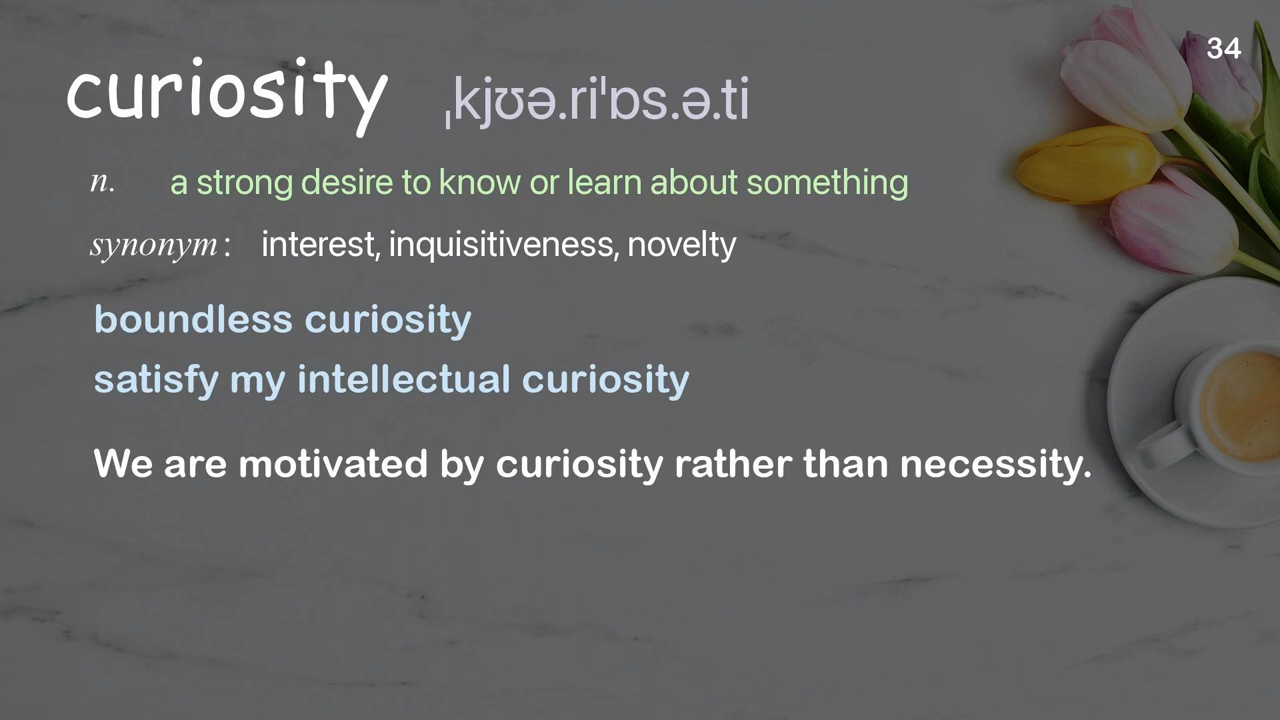 34
curiosity ˌkjʊə.riˈɒs.ə.ti
n. a strong desire to know or learn about something
synonym: interest, inquisitiveness, novelty
boundless curiosity
satisfy my intellectual curiosity
We are motivated by curiosity rather than necessity.